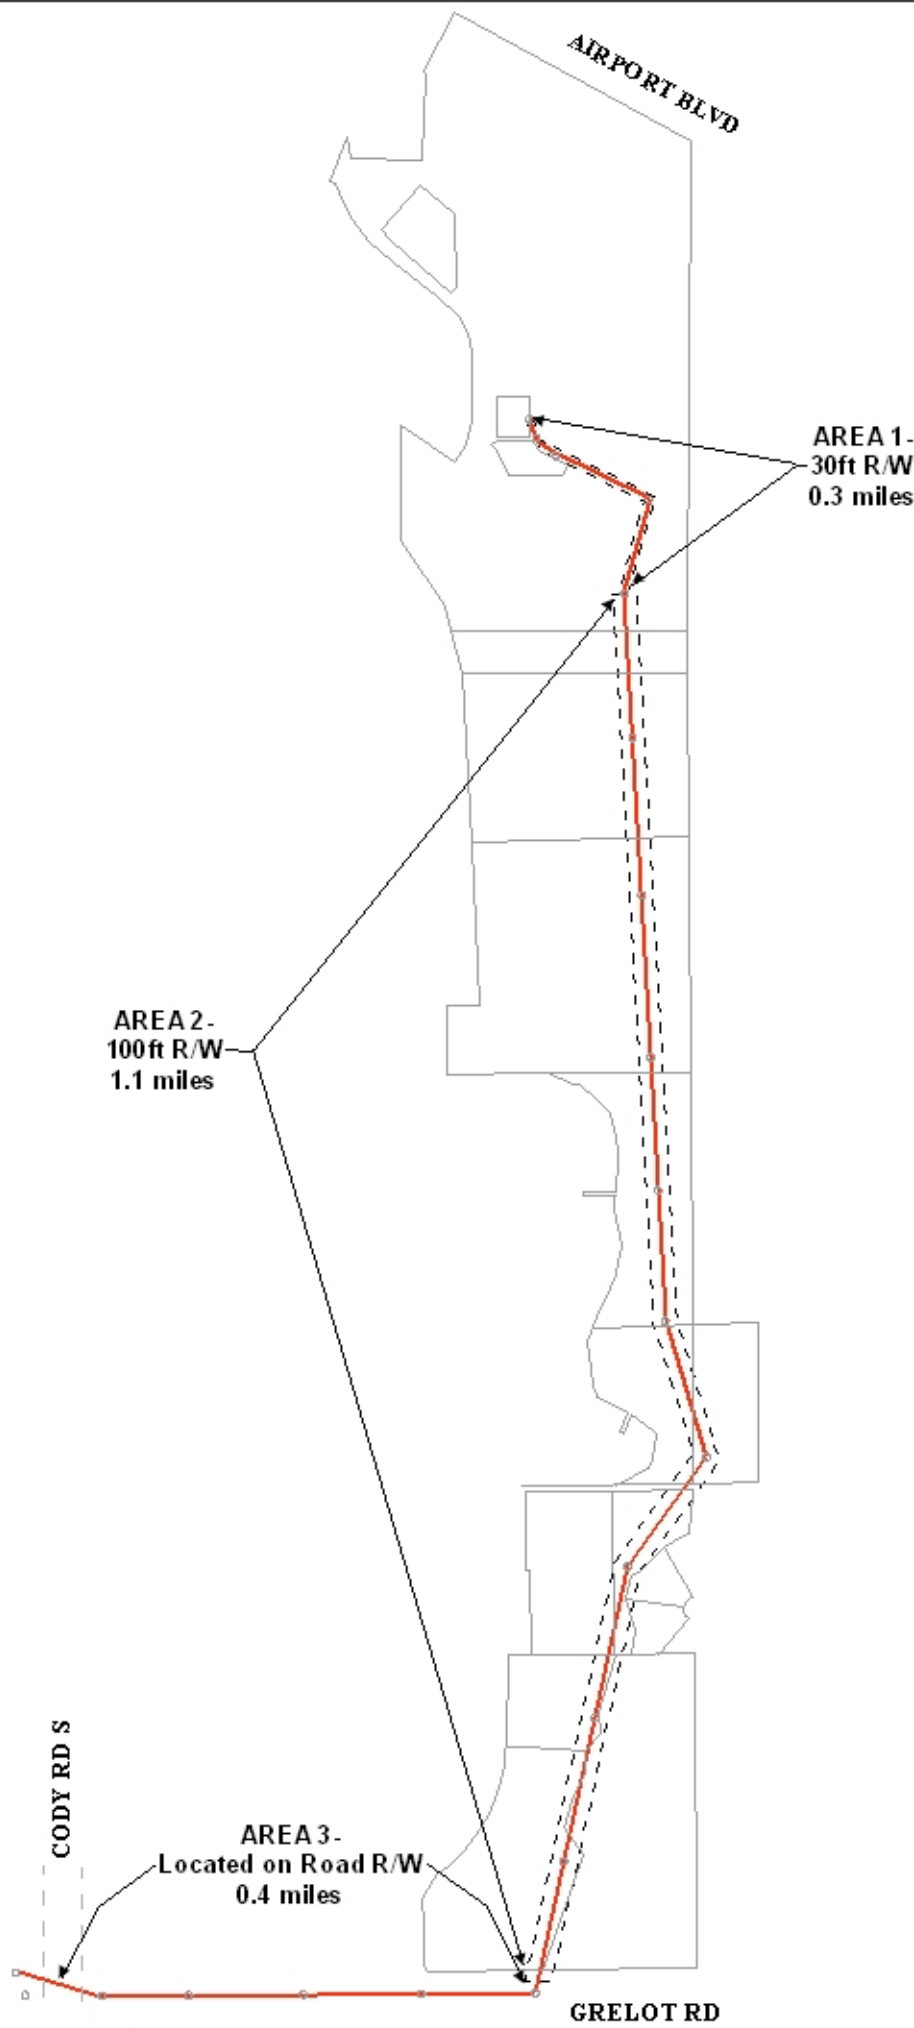 AIRPORT BLVD
AREA 1-
30ft R/W
0.3 miles
AREA 2-
100ft R/W
1.1 miles
CODY RD S
AREA 3-
Located on Road R/W
0.4 miles
GRELOT RD